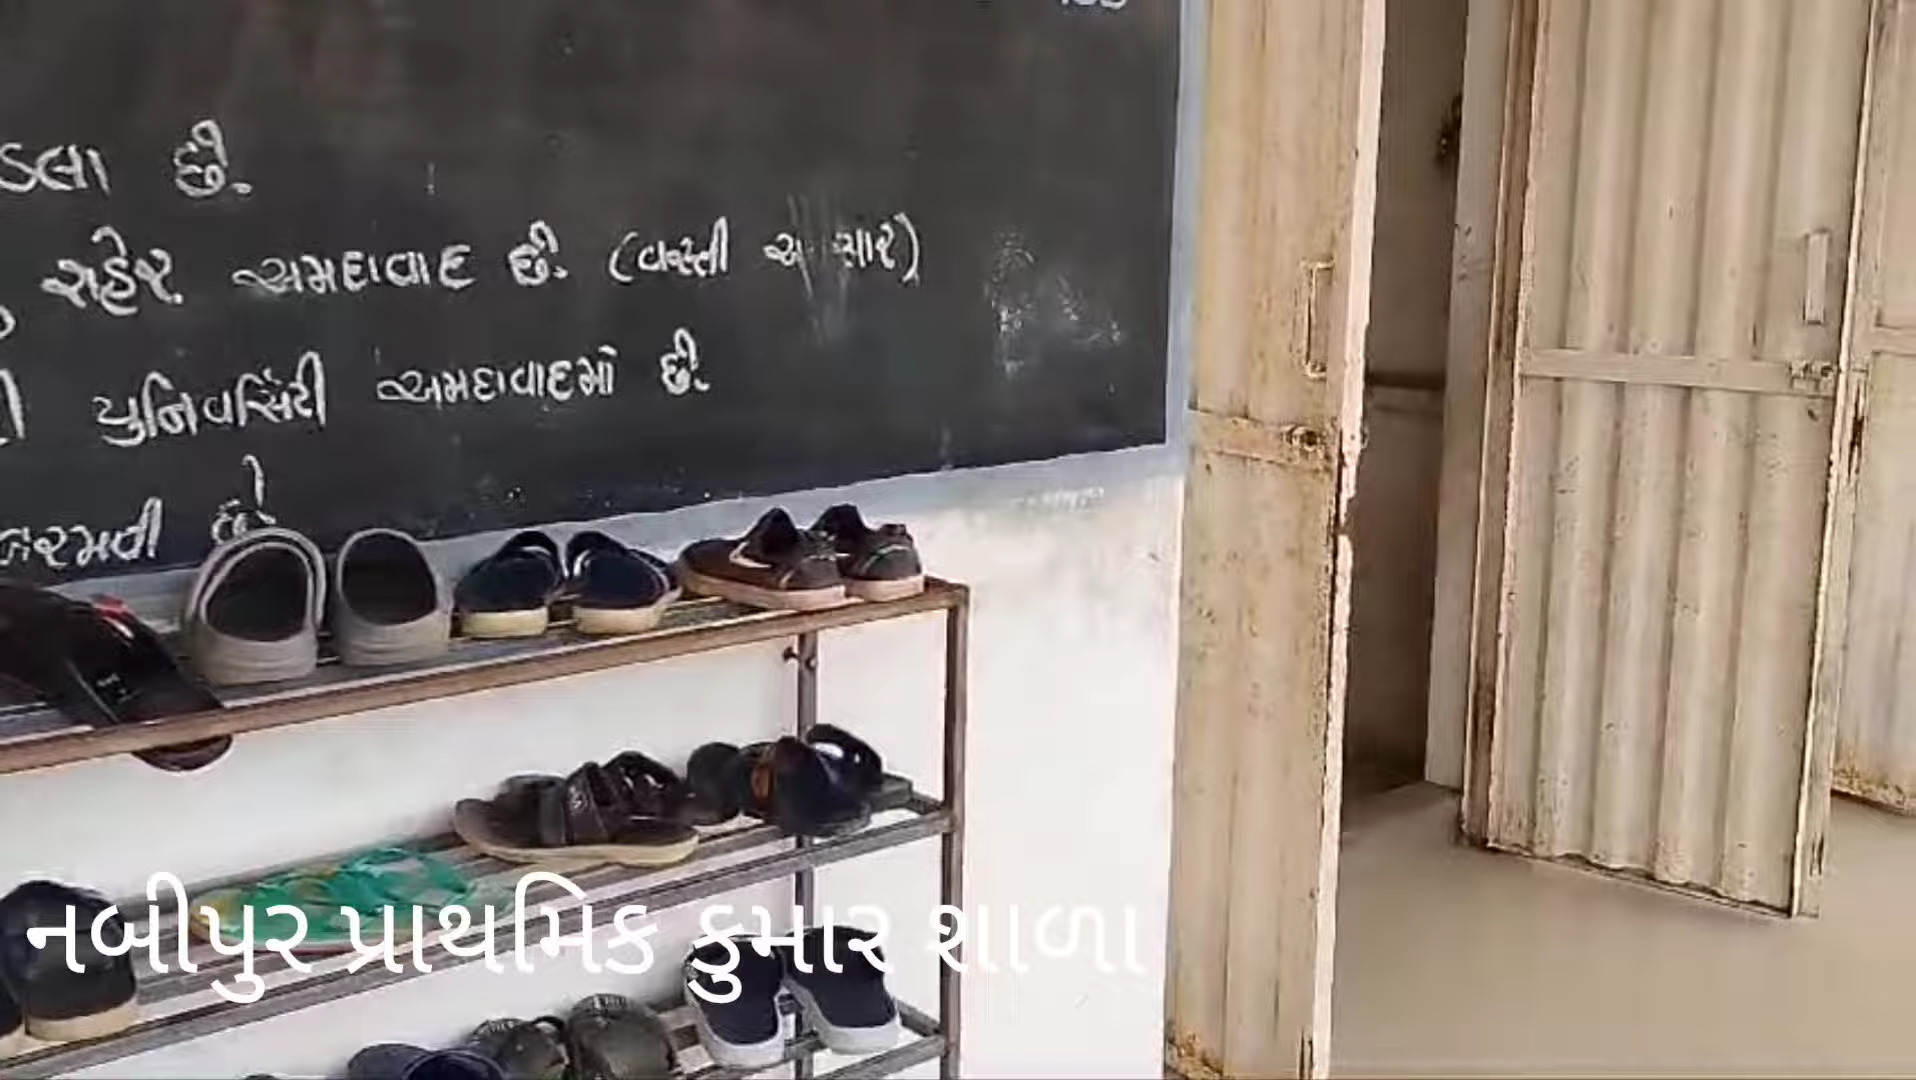 ડલા છે.
શહેર અમદાવાદ છે. (વસ્તી અ સાર)
યુનિવર્સિટી અમદાવાદમાં છે.
છે
નબીપુર પ્રાથમિક કુમાર શાળા